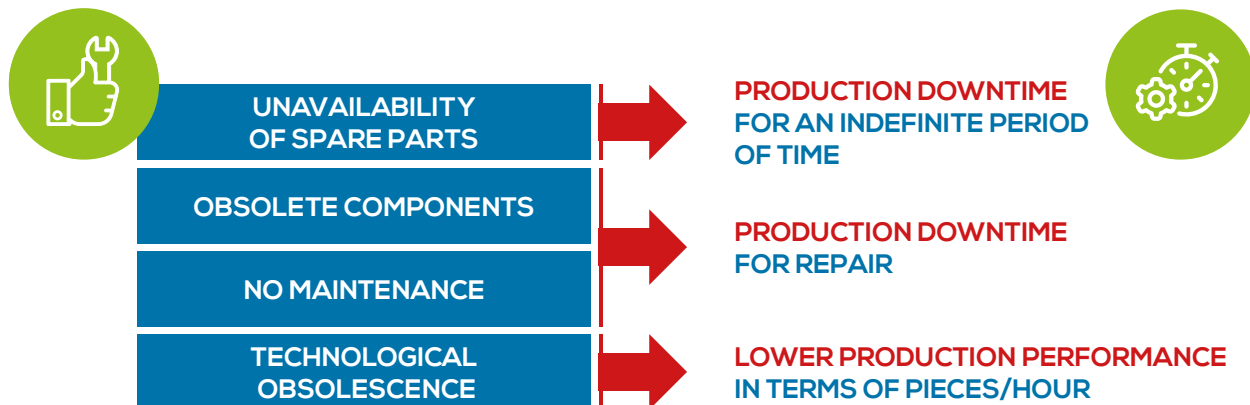 UNAVAILABILITY
OF SPARE PARTS
PRODUCTION DOWNTIME
FOR AN INDEFINITE PERIOD
OF TIME
OBSOLETE COMPONENTS
NO MAINTENANCE
PRODUCTION DOWNTIME
FOR REPAIR
TECHNOLOGICAL
OBSOLESCENCE
LOWER PRODUCTION PERFORMANCE
IN TERMS OF PIECES/HOUR